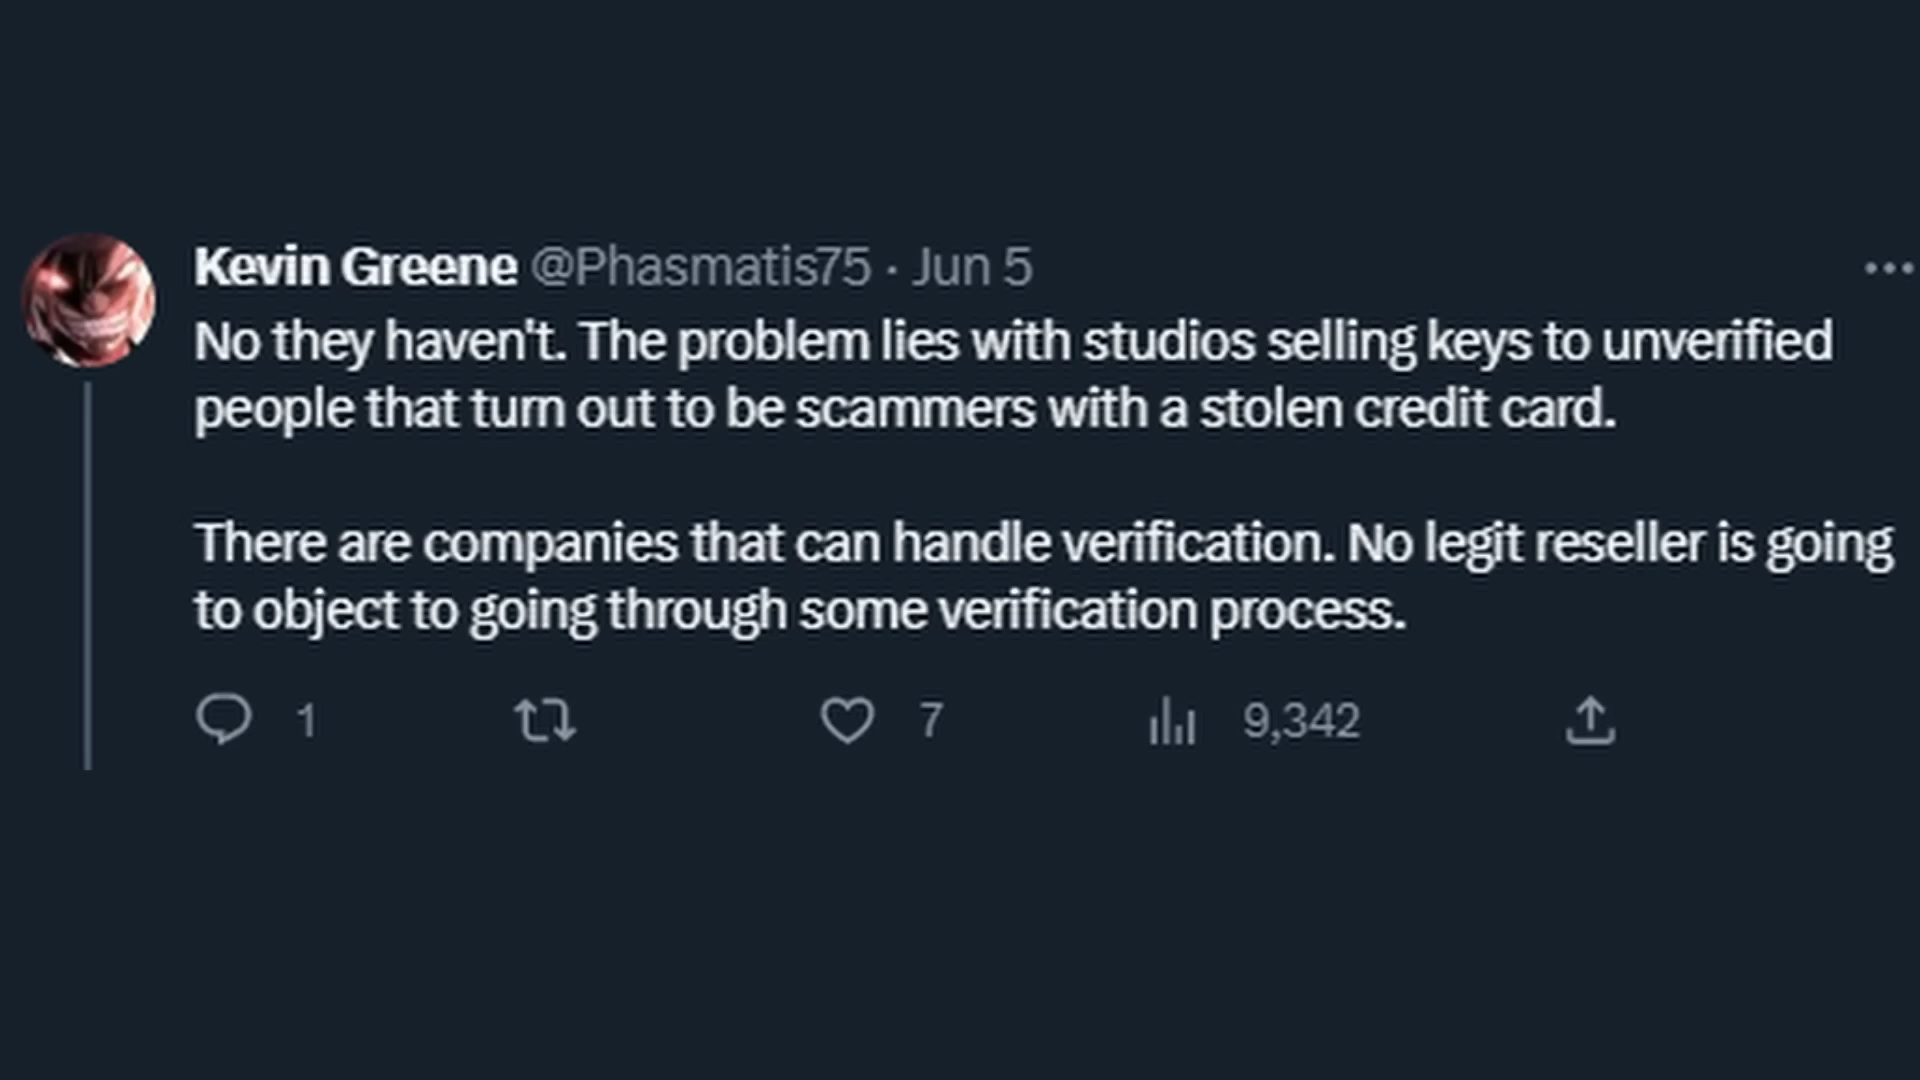 Kevin Greene @Phasmatis75 · Jun 5
No they haven't. The problem lies with studios selling keys to unverified
people that turn out to be scammers with a stolen credit card.
There are companies that can handle verification. No legit reseller is going
to object to going through some verification process.
1 7 9,342